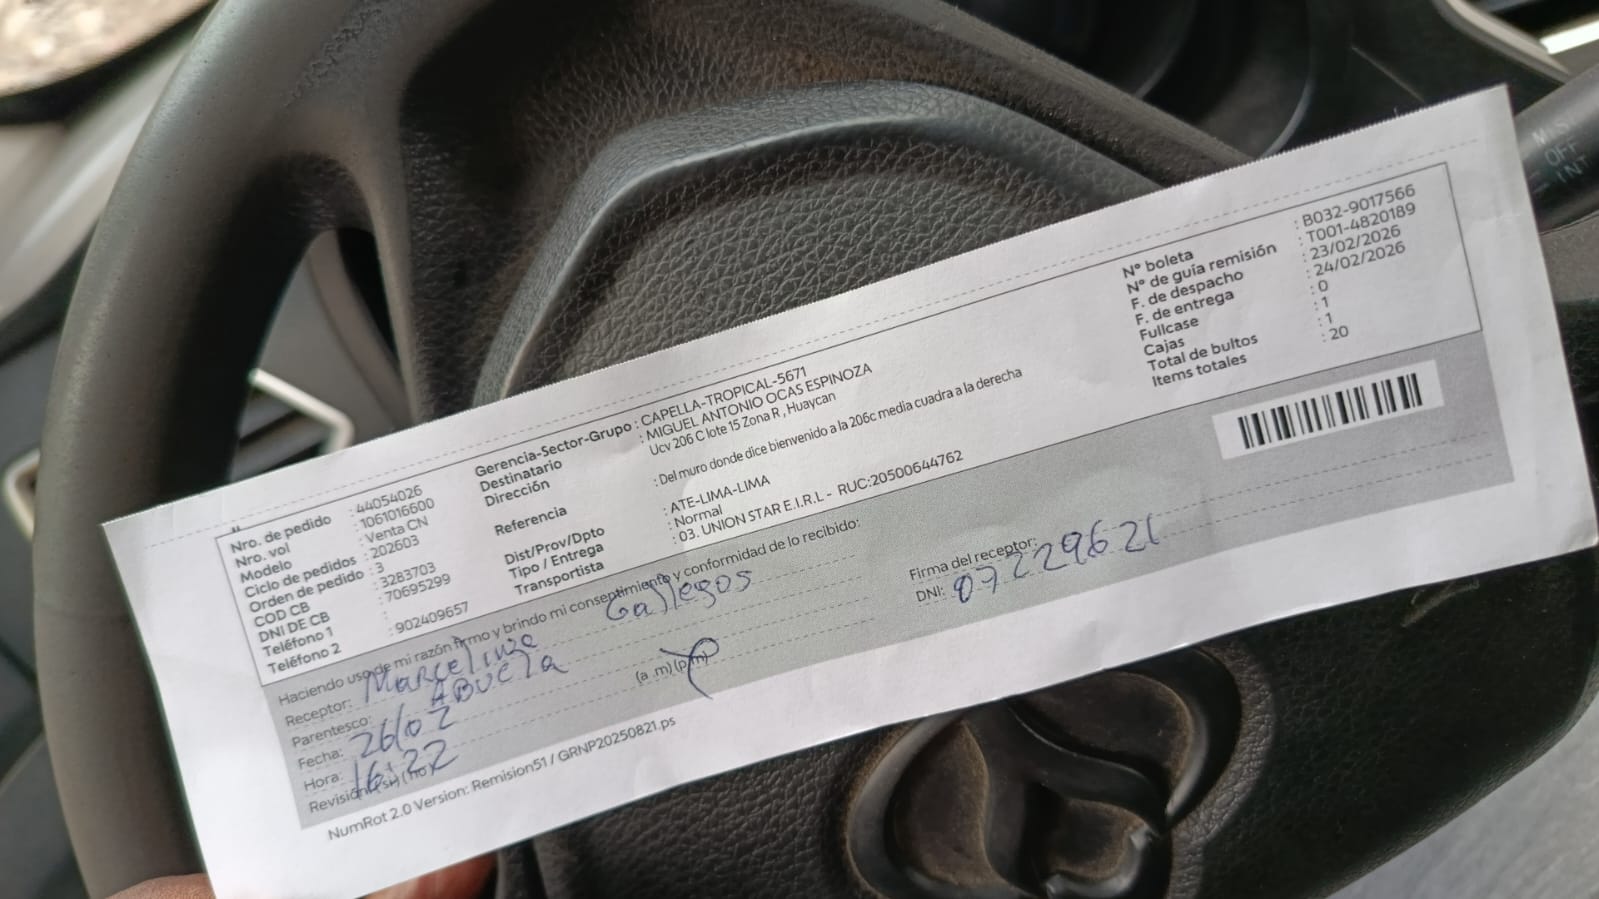 Nro. de pedido : 44054026
Nro. vol : 1061016600
Modelo : Venta CN
Ciclo de pedidos : 202603
Orden de pedido : 3
COD CB : 3283703
DNI DE CB : 70695299
Teléfono 1
Teléfono 2 : 902409657
Gerencia-Sector-Grupo : CAPELLA-TROPICAL-5671
Destinatario : MIGUEL ANTONIO OCAS ESPINOZA
Dirección : Ucv 206 C lote 15 Zona R , Huaycan
Referencia : Del muro donde dice bienvenido a la 206c media cuadra a la derecha
Dist/Prov/Dpto : ATE-LIMA-LIMA
Tipo / Entrega : Normal
Transportista : 03. UNION STAR E.I.R.L - RUC:20500644762
N° boleta : B032-9017566
N° de guía remisión : T001-4820189
F. de despacho : 23/02/2026
F. de entrega : 24/02/2026
Fullcase : 0
Cajas : 1
Total de bultos : 1
Items totales : 20
Haciendo uso de mi razón firmo y brindo mi consentimiento y conformidad de lo recibido:
Receptor: Marcelina Gallegos
Parentesco: ABUELA
Fecha: 26/02
Hora: 16:22 (a .m) (p.m)
Revisión (si) (no)
Firma del receptor:
DNI: 07229621
NumRot 2.0 Version: Remision51 / GRNP20250821.ps
MIST
OFF
INT